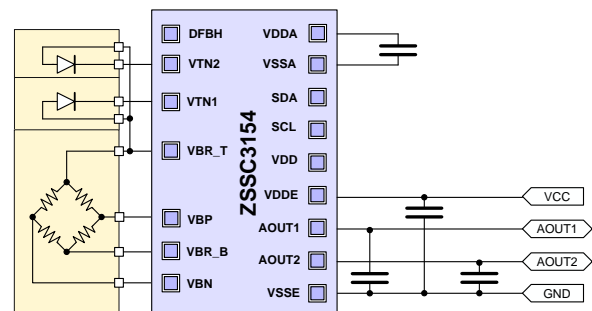 DFBH
VTN2
VTN1
VBR_T
VBP
VBR_B
VBN
ZSSC3154
VDDA
VSSA
SDA
SCL
VDD
VDDE
AOUT1
AOUT2
VSSE
VCC
AOUT1
AOUT2
GND